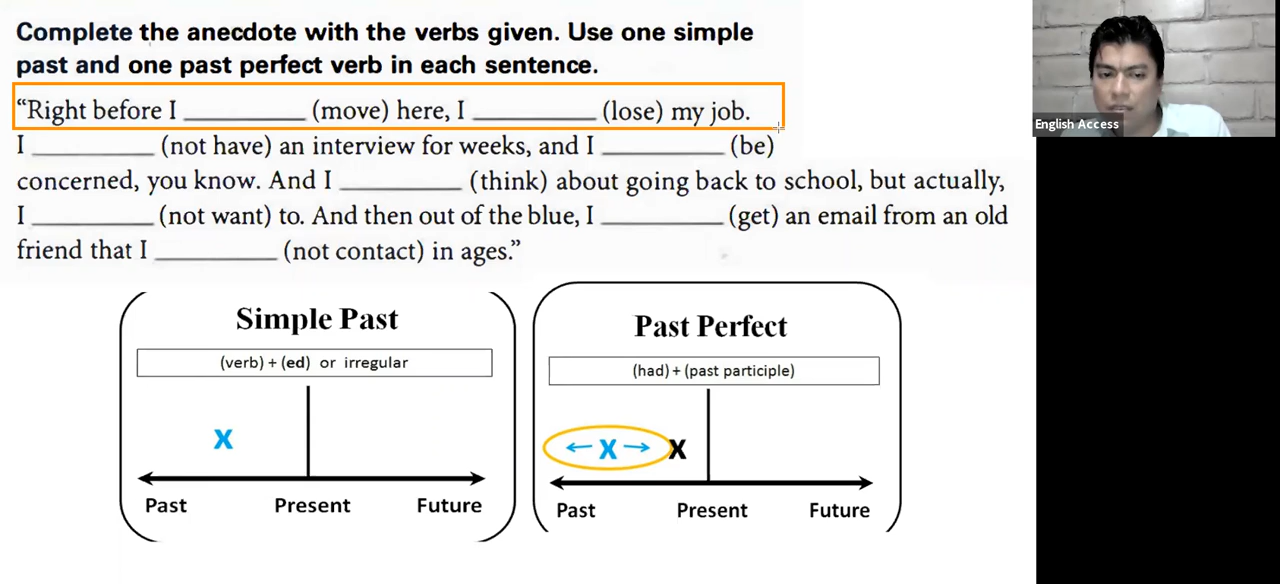 Complete the anecdote with the verbs given. Use one simple
past and one past perfect verb in each sentence.
“Right before I __________ (move) here, I __________ (lose) my job.
I __________ (not have) an interview for weeks, and I __________ (be)
concerned, you know. And I __________ (think) about going back to school, but actually,
I __________ (not want) to. And then out of the blue, I __________ (get) an email from an old
friend that I __________ (not contact) in ages.”
Simple Past
(verb) + (ed) or irregular
X
Past Present Future
Past Perfect
(had) + (past participle)
← X → X
Past Present Future
English Access